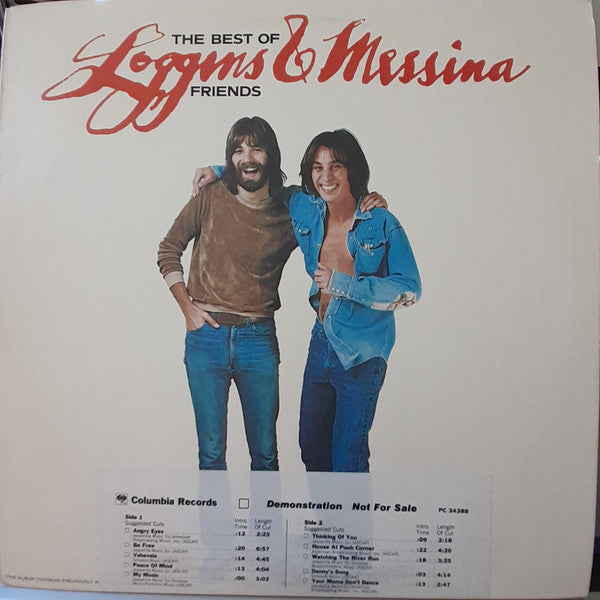 THE BEST OF
Loggins & Messina
FRIENDS
Columbia Records
Demonstration Not For Sale
PC 34388
Side 1
Suggested Cuts
Intro. Time
Length Of Cut
Angry Eyes :12 2:23
Be Free :20 6:57
Vahevala :14 4:45
Peace Of Mind :13 4:04
My Music :00 3:03
Side 2
Suggested Cuts
Intro. Time
Length Of Cut
Thinking Of You :09 2:18
House At Pooh Corner :22 4:20
Watching The River Run :18 3:25
Danny's Song :03 4:14
Your Mama Don't Dance :13 2:47